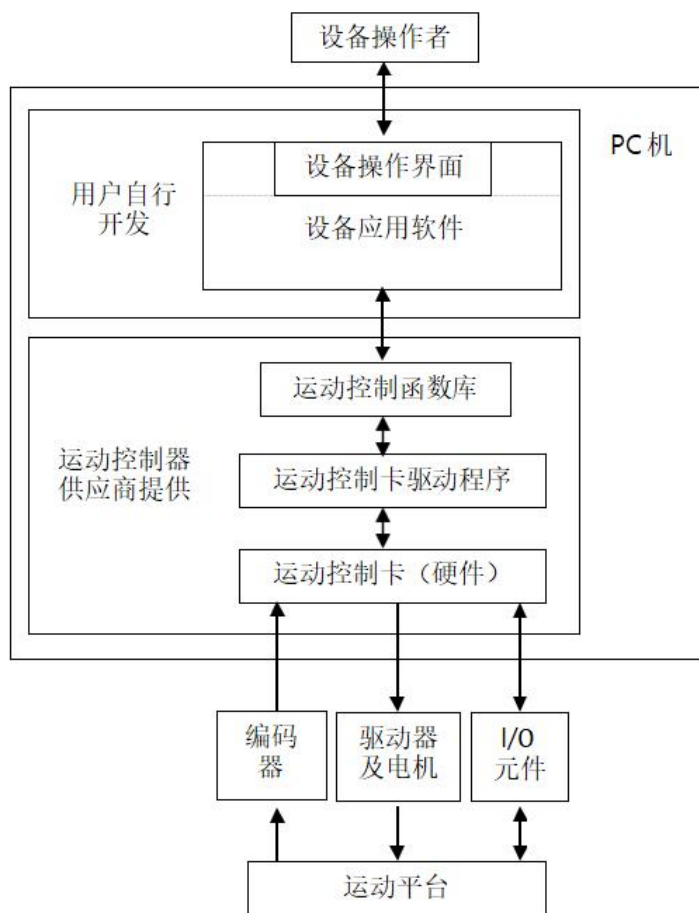 设备操作者
PC机
设备操作界面
用户自行
开发
设备应用软件
运动控制函数库
运动控制器
供应商提供
运动控制卡驱动程序
运动控制卡（硬件）
编码
器
驱动器
及电机
I/O
元件
运动平台